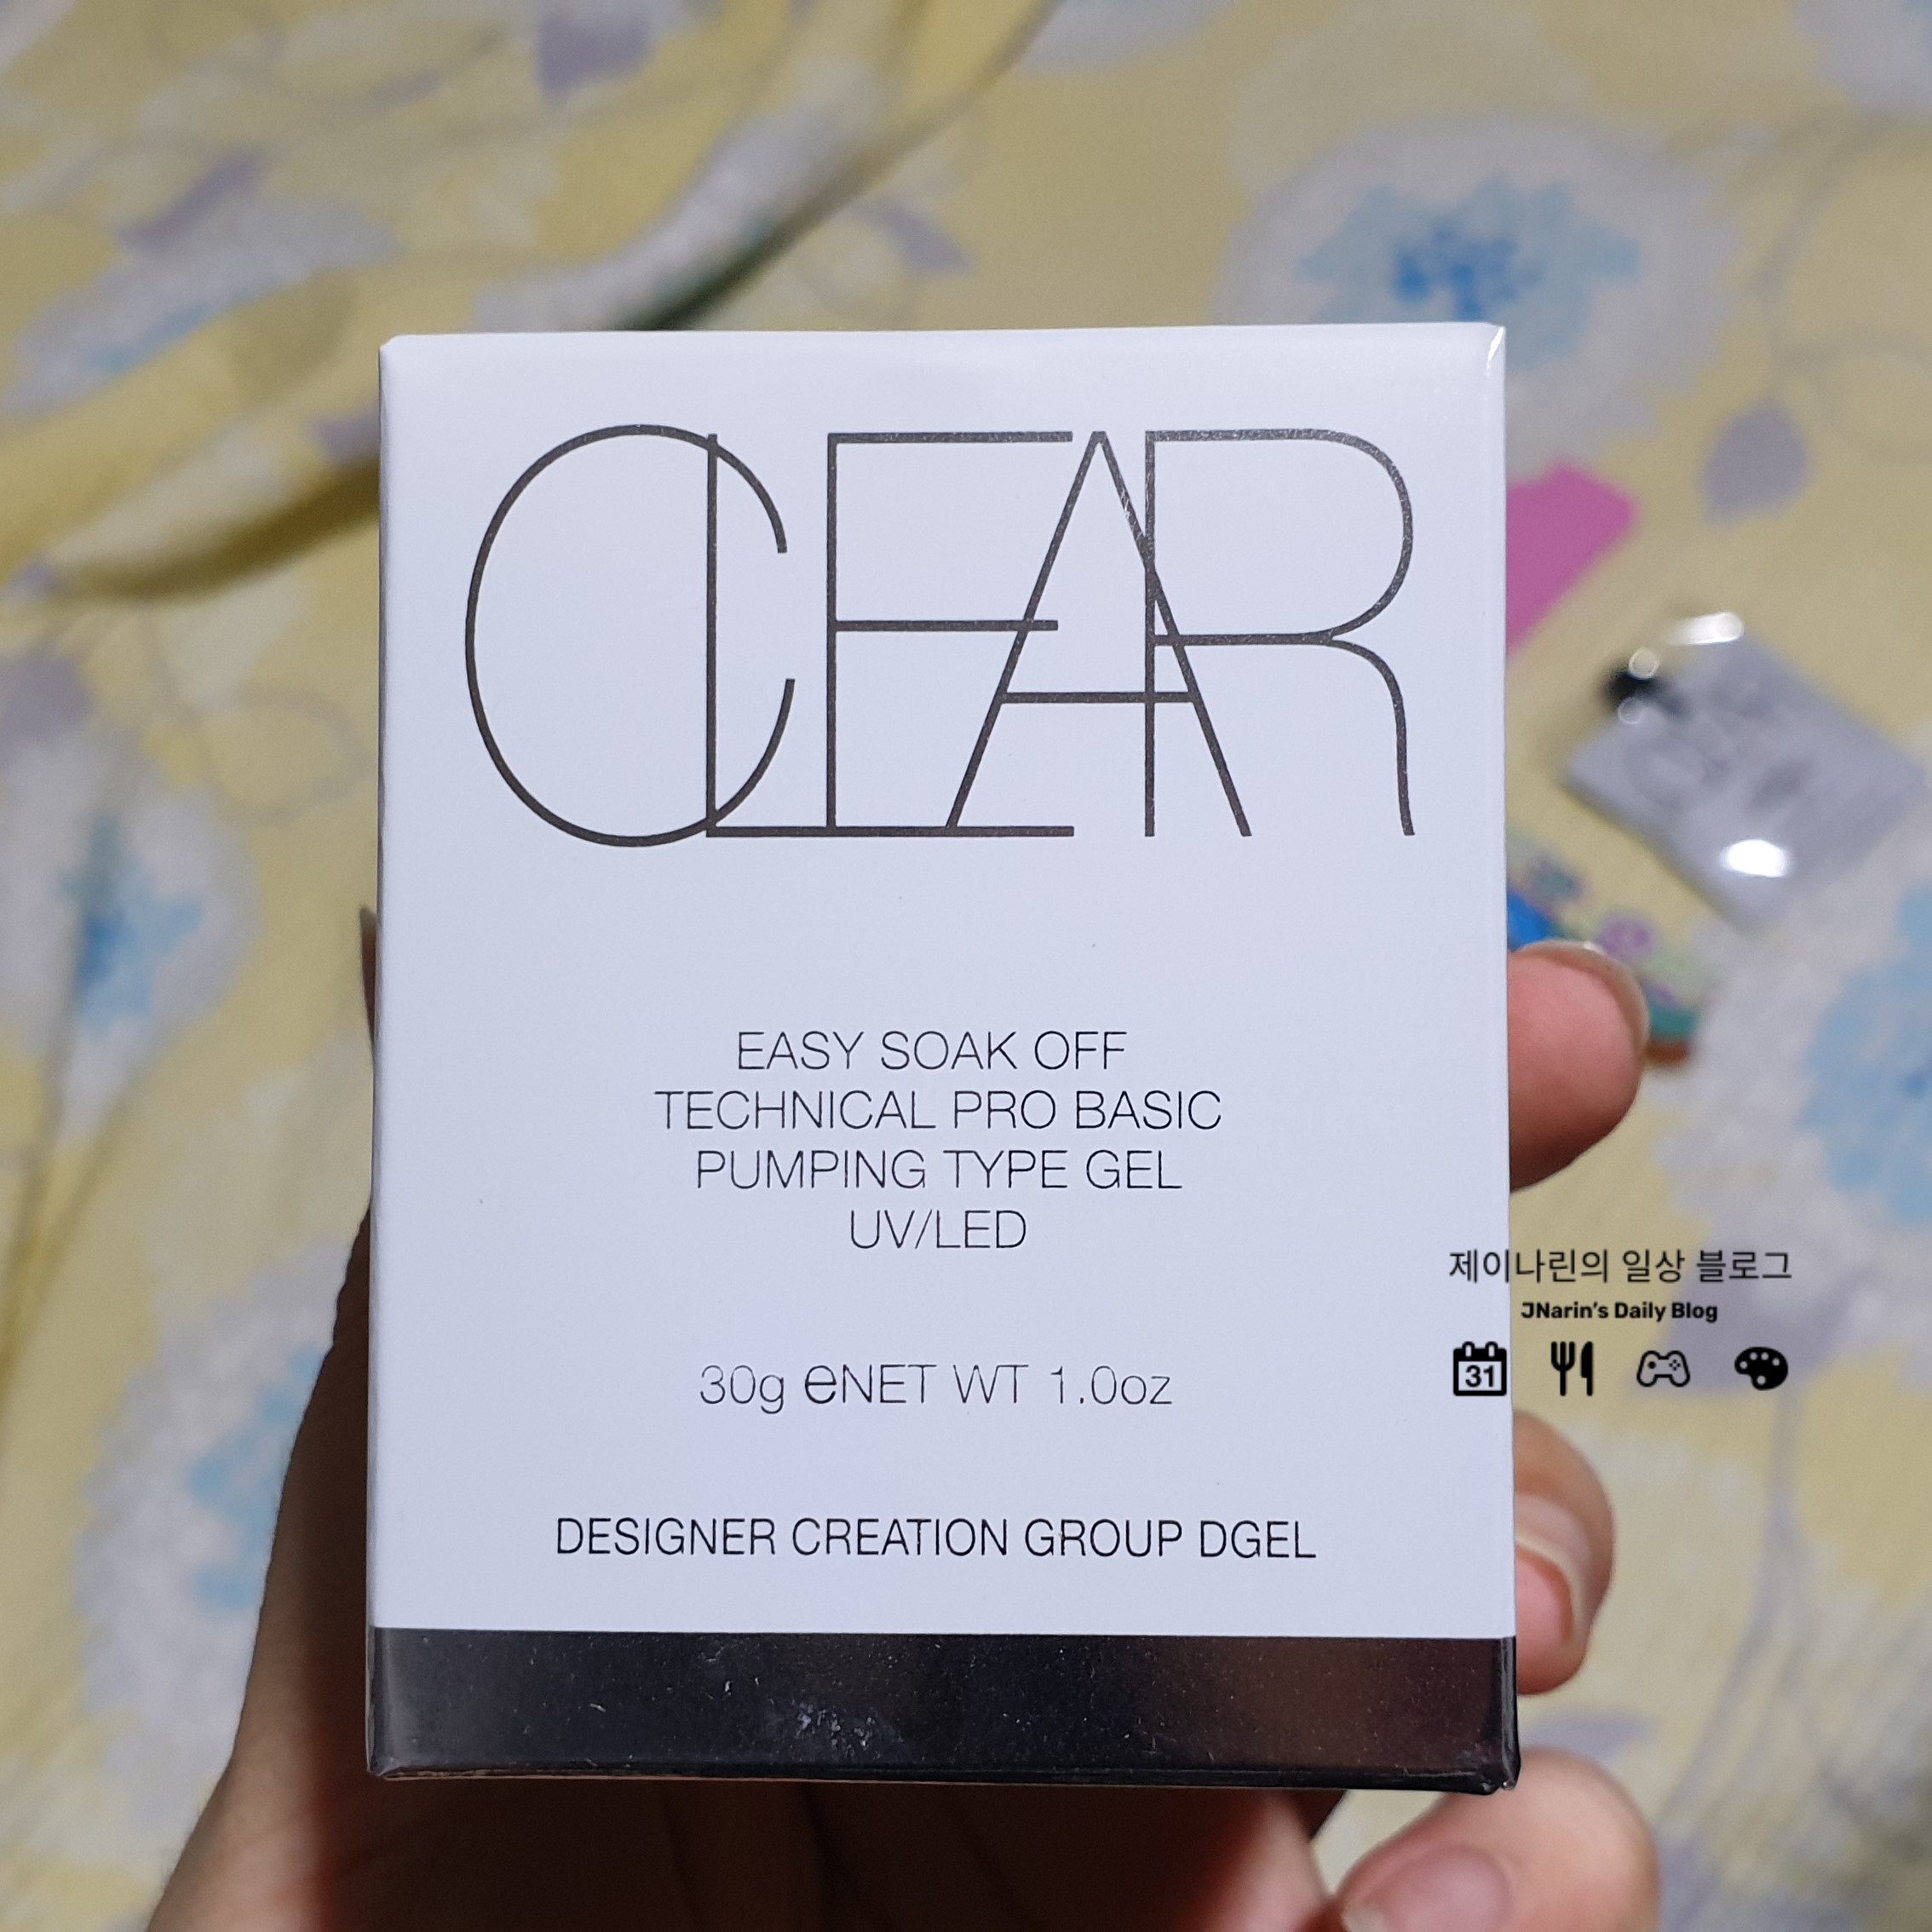 CLEAR
EASY SOAK OFF
TECHNICAL PRO BASIC
PUMPING TYPE GEL
UV/LED
30g eNET WT 1.0oz
DESIGNER CREATION GROUP DGEL
제이나린의 일상 블로그
JNarin's Daily Blog
31